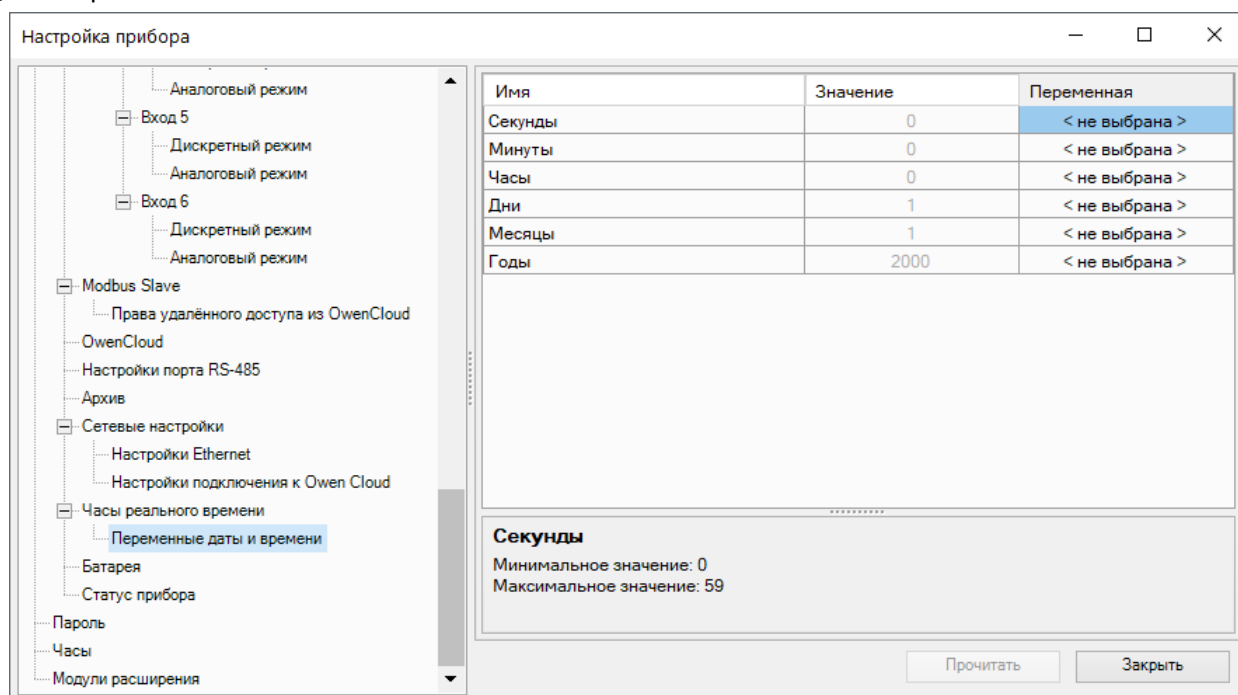 Настройка прибора
Аналоговый режим
Вход 5
Дискретный режим
Аналоговый режим
Вход 6
Дискретный режим
Аналоговый режим
Modbus Slave
Права удалённого доступа из OwenCloud
OwenCloud
Настройки порта RS-485
Архив
Сетевые настройки
Настройки Ethernet
Настройки подключения к Owen Cloud
Часы реального времени
Переменные даты и времени
Батарея
Статус прибора
Пароль
Часы
Модули расширения
Имя Значение Переменная
Секунды 0 < не выбрана >
Минуты 0 < не выбрана >
Часы 0 < не выбрана >
Дни 1 < не выбрана >
Месяцы 1 < не выбрана >
Годы 2000 < не выбрана >
Секунды
Минимальное значение: 0
Максимальное значение: 59
Прочитать Закрыть